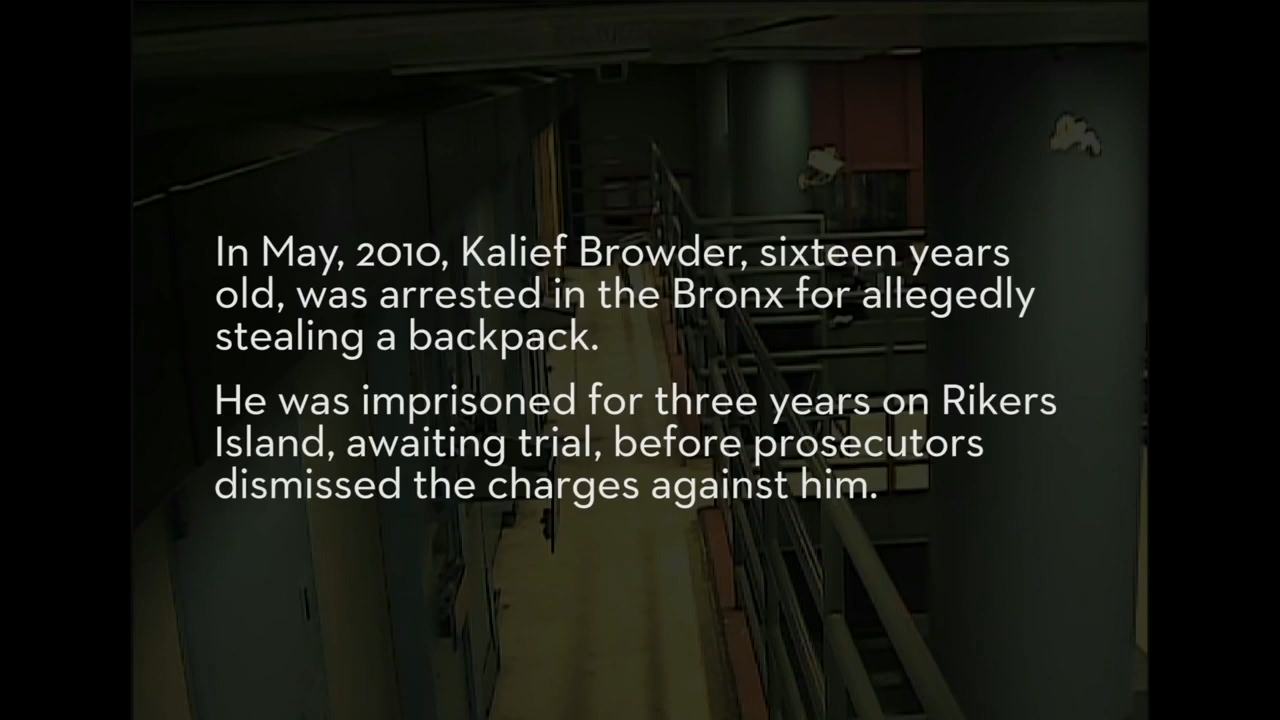 In May, 2010, Kalief Browder, sixteen years
old, was arrested in the Bronx for allegedly
stealing a backpack.
He was imprisoned for three years on Rikers
Island, awaiting trial, before prosecutors
dismissed the charges against him.